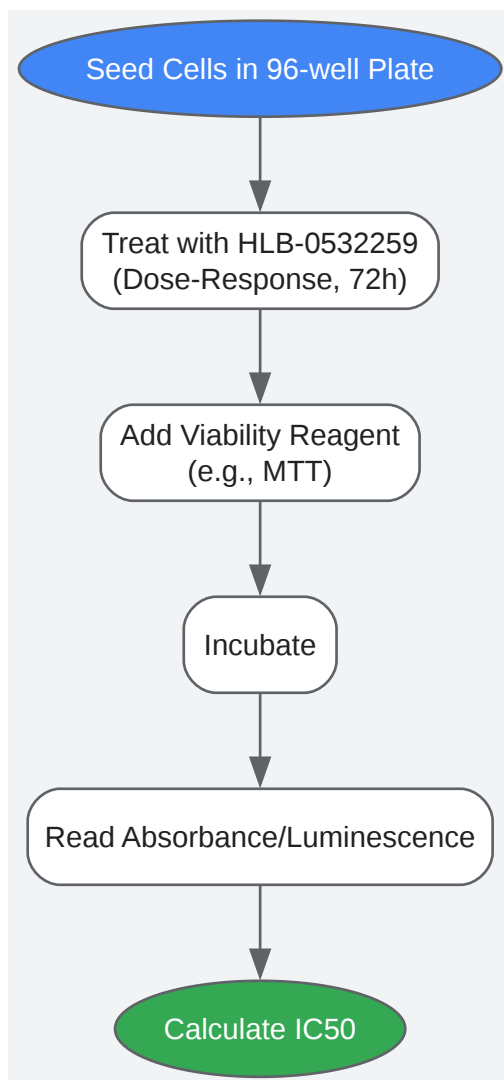 Seed Cells in 96-well Plate
Treat with HLB-0532259
(Dose-Response, 72h)
Add Viability Reagent
(e.g., MTT)
Incubate
Read Absorbance/Luminescence
Calculate IC50